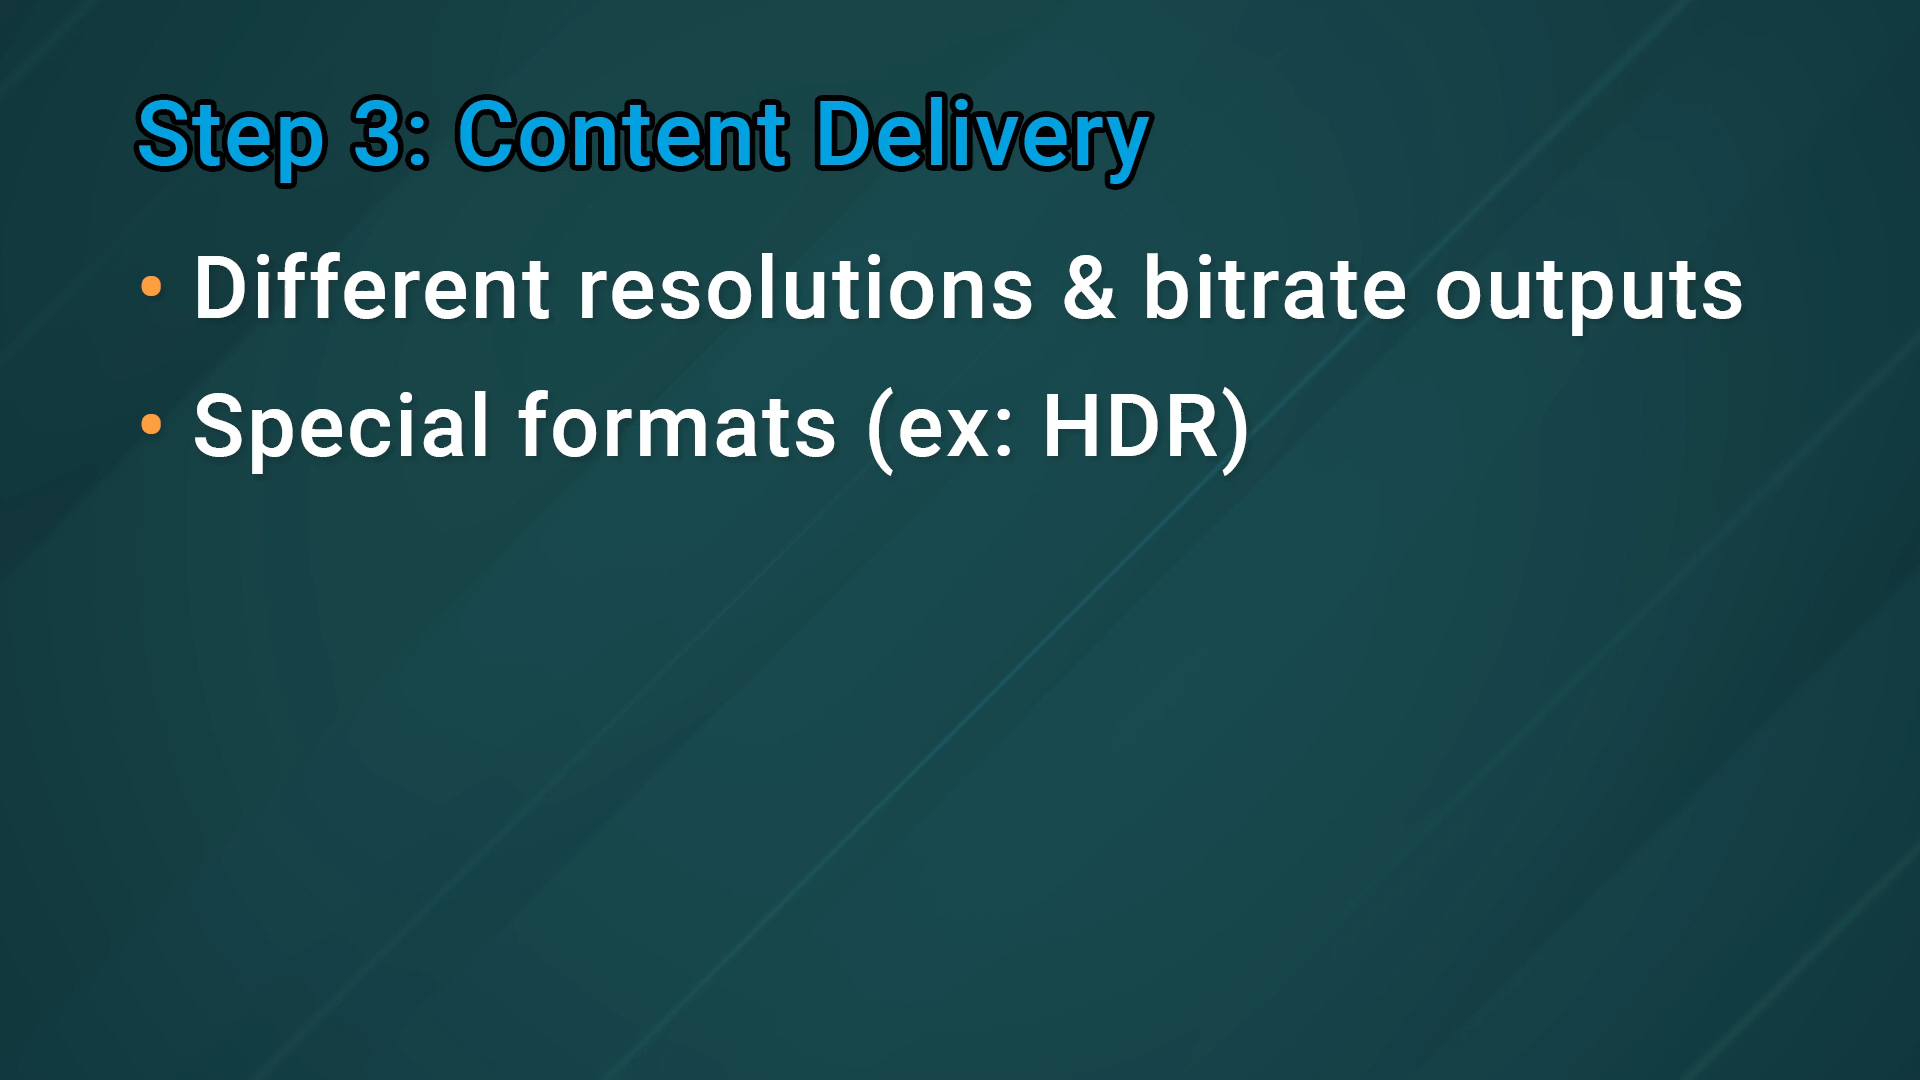 Step 3: Content Delivery
• Different resolutions & bitrate outputs
• Special formats (ex: HDR)